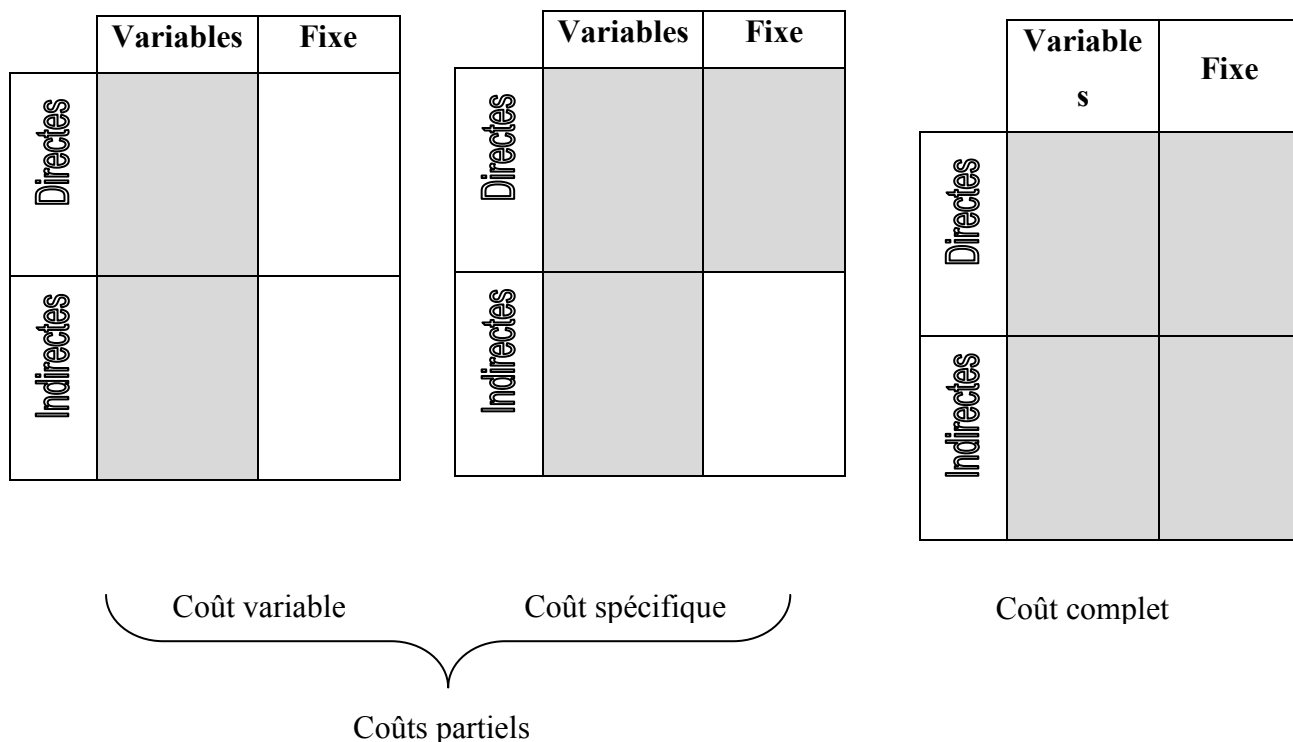 Variables Fixe
Directes
Indirectes
Variables Fixe
Directes
Indirectes
Variable
s
Fixe
Directes
Indirectes
Coût variable
Coût spécifique
Coût complet
Coûts partiels